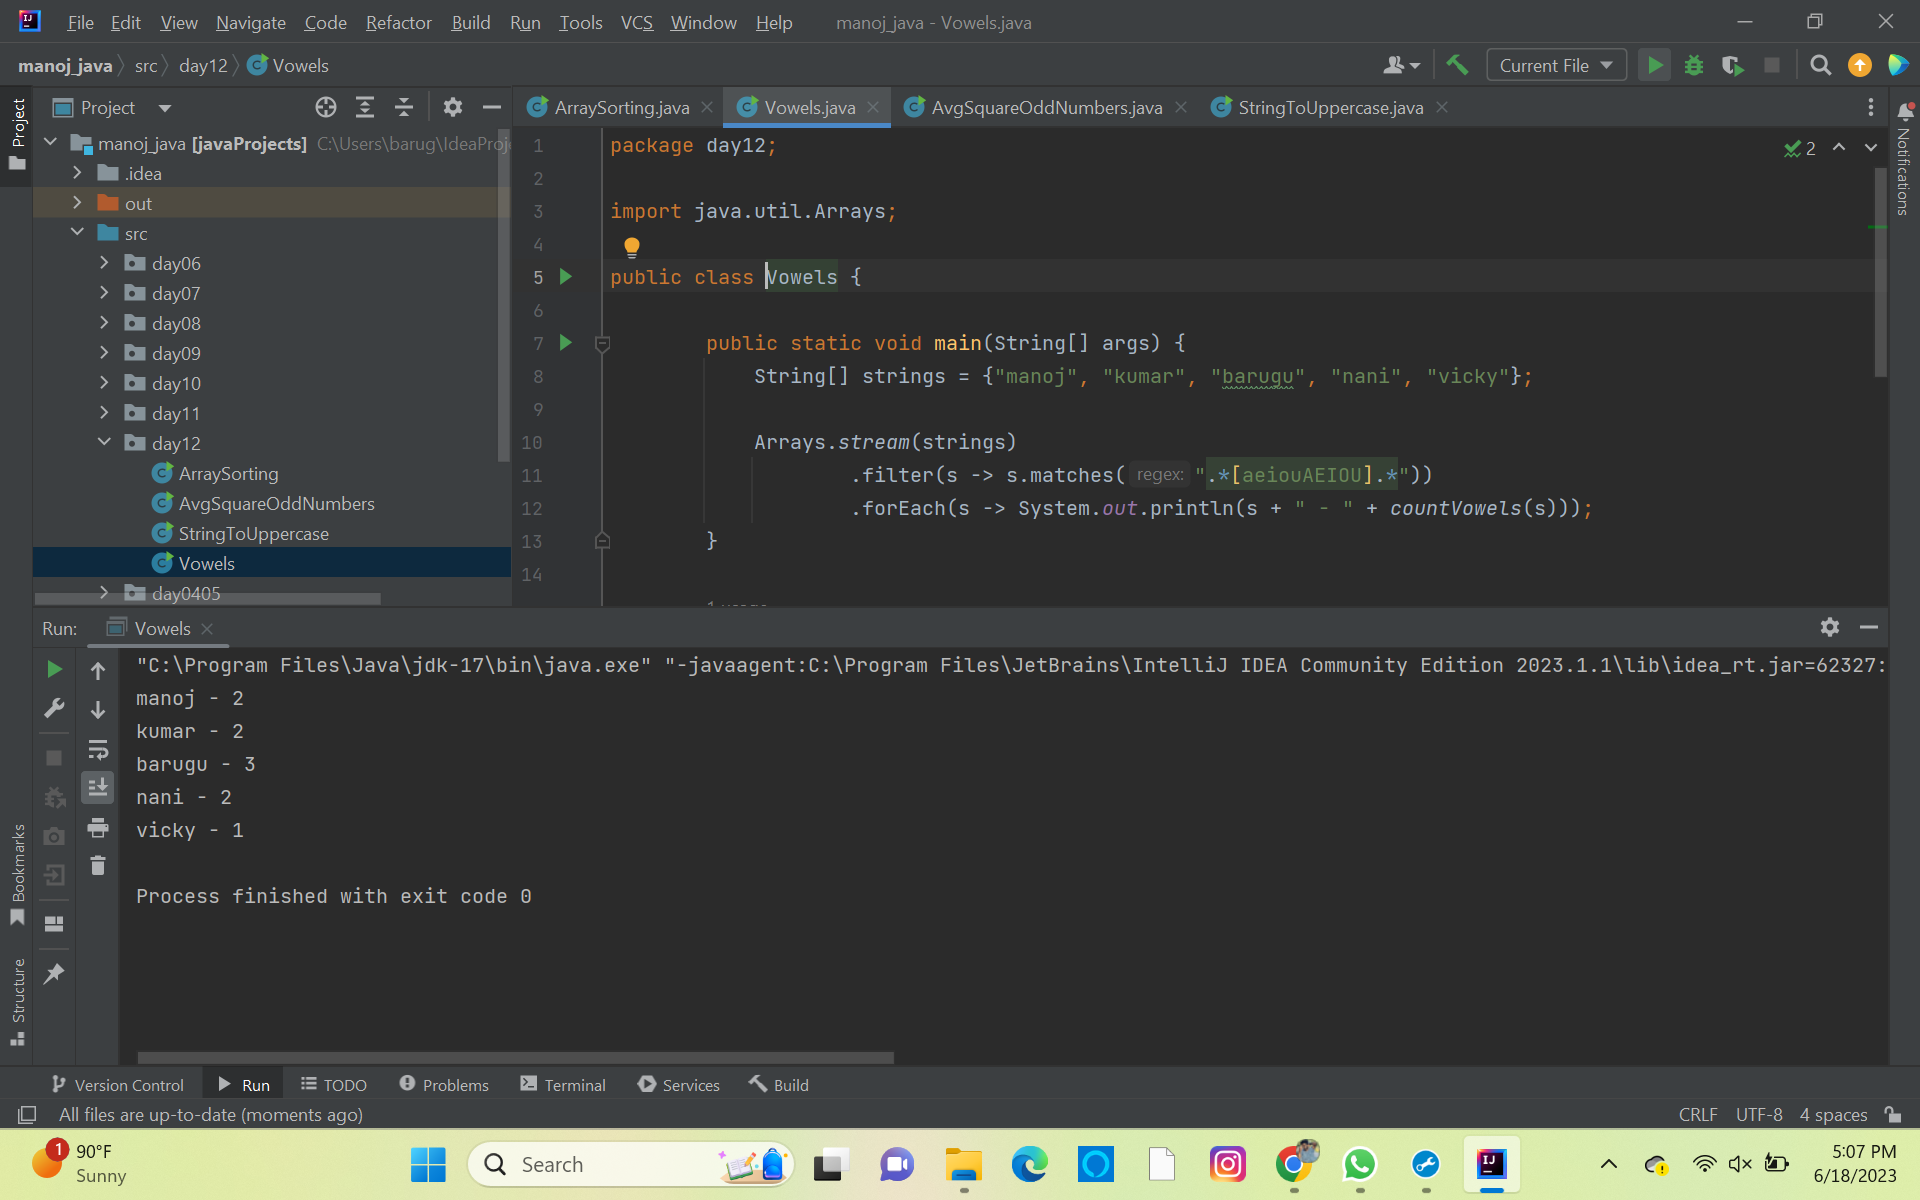 File Edit View Navigate Code Refactor Build Run Tools VCS Window Help manoj_java - Vowels.java
manoj_java src day12 Vowels
Current File
Project
ArraySorting.java Vowels.java AvgSquareOddNumbers.java StringToUppercase.java
Project
manoj_java [javaProjects] C:\Users\barug\IdeaProj
.idea
out
src
day06
day07
day08
day09
day10
day11
day12
ArraySorting
AvgSquareOddNumbers
StringToUppercase
Vowels
day0405
1 package day12;
2
3 import java.util.Arrays;
4
5 public class Vowels {
6
7 public static void main(String[] args) {
8 String[] strings = {"manoj", "kumar", "barugu", "nani", "vicky"};
9
10 Arrays.stream(strings)
11 .filter(s -> s.matches( regex: ".*[aeiouAEIOU].*"))
12 .forEach(s -> System.out.println(s + " - " + countVowels(s)));
13 }
14
2
Notifications
Run: Vowels
"C:\Program Files\Java\jdk-17\bin\java.exe" "-javaagent:C:\Program Files\JetBrains\IntelliJ IDEA Community Edition 2023.1.1\lib\idea_rt.jar=62327:
manoj - 2
kumar - 2
barugu - 3
nani - 2
vicky - 1
Process finished with exit code 0
Bookmarks
Structure
Version Control Run TODO Problems Terminal Services Build
All files are up-to-date (moments ago) CRLF UTF-8 4 spaces
1 90°F
Sunny
Search
5:07 PM
6/18/2023